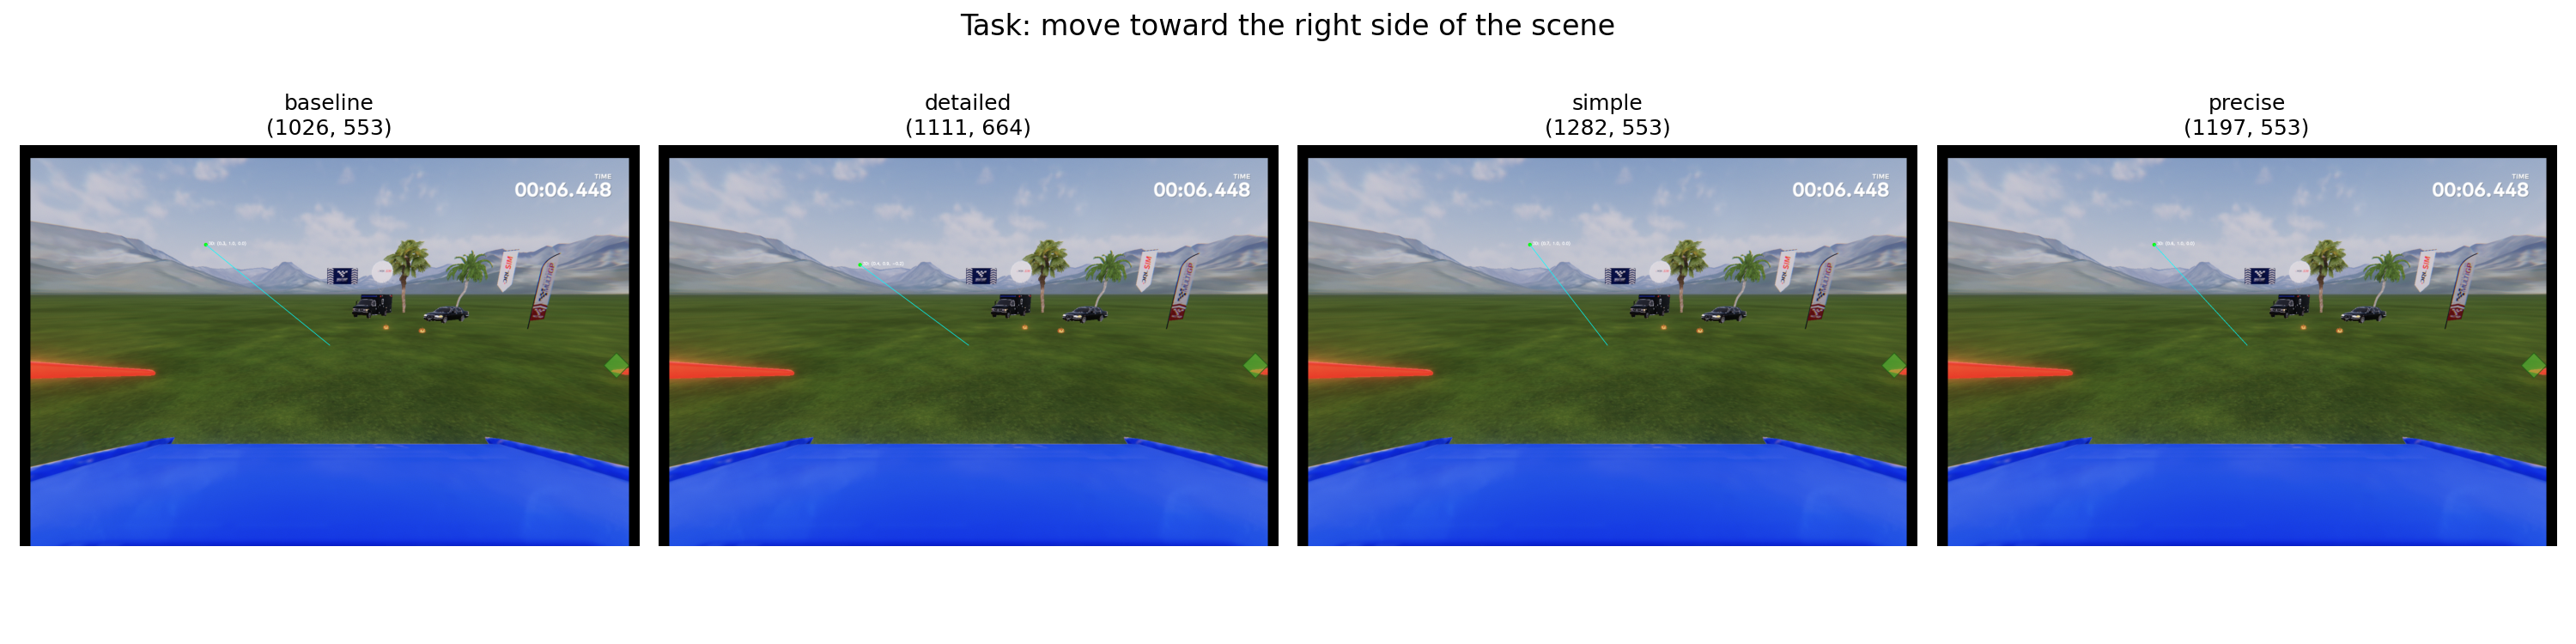 Task: move toward the right side of the scene
baseline
(1026, 553)
detailed
(1111, 664)
simple
(1282, 553)
precise
(1197, 553)
TIME
00:06.448
TIME
00:06.448
TIME
00:06.448
TIME
00:06.448